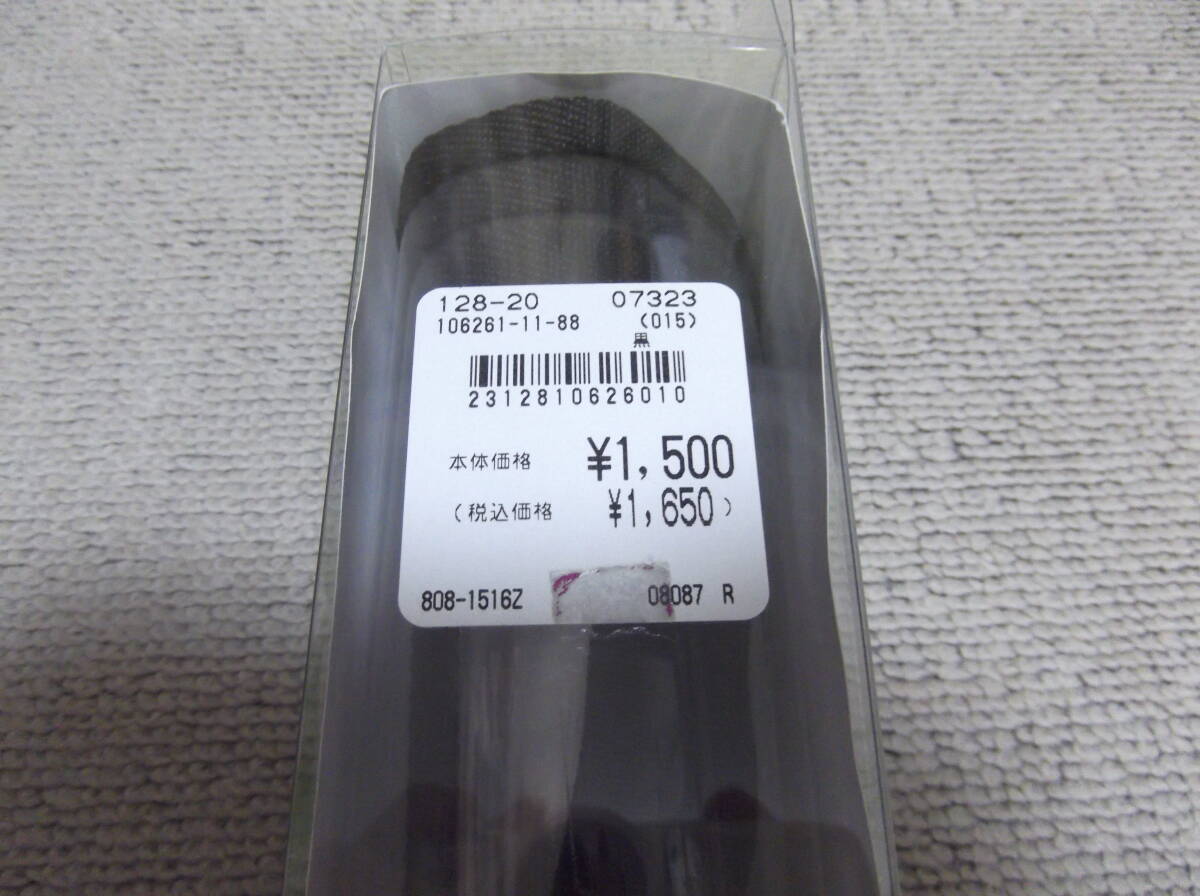 128-20 07323
106261-11-88 (015)
黒
2312810626010
本体価格 ¥1,500
(税込価格 ¥1,650)
808-1516Z 08087 R